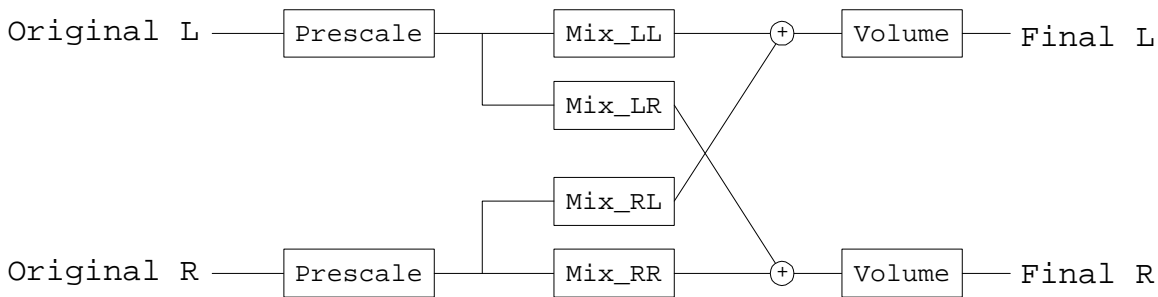 Original L Prescale Mix_LL + Volume Final L
Mix_LR
Mix_RL
Original R Prescale Mix_RR + Volume Final R